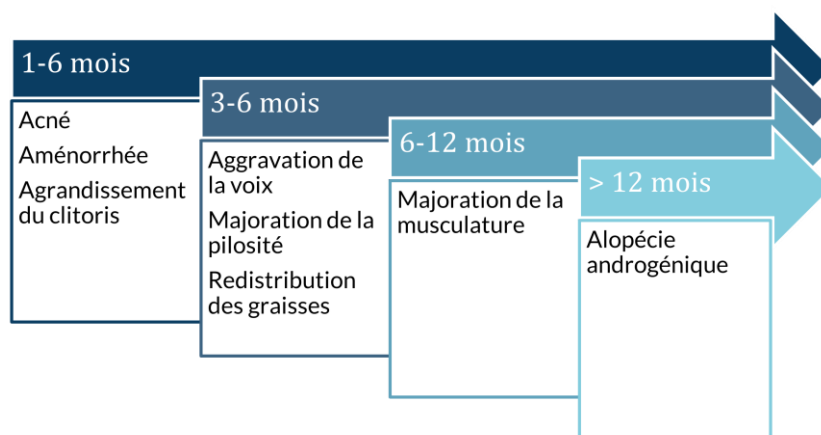 1-6 mois
Acné
Aménorrhée
Agrandissement
du clitoris
3-6 mois
Aggravation de
la voix
Majoration de la
pilosité
Redistribution
des graisses
6-12 mois
Majoration de la
musculature
> 12 mois
Alopécie
androgénique